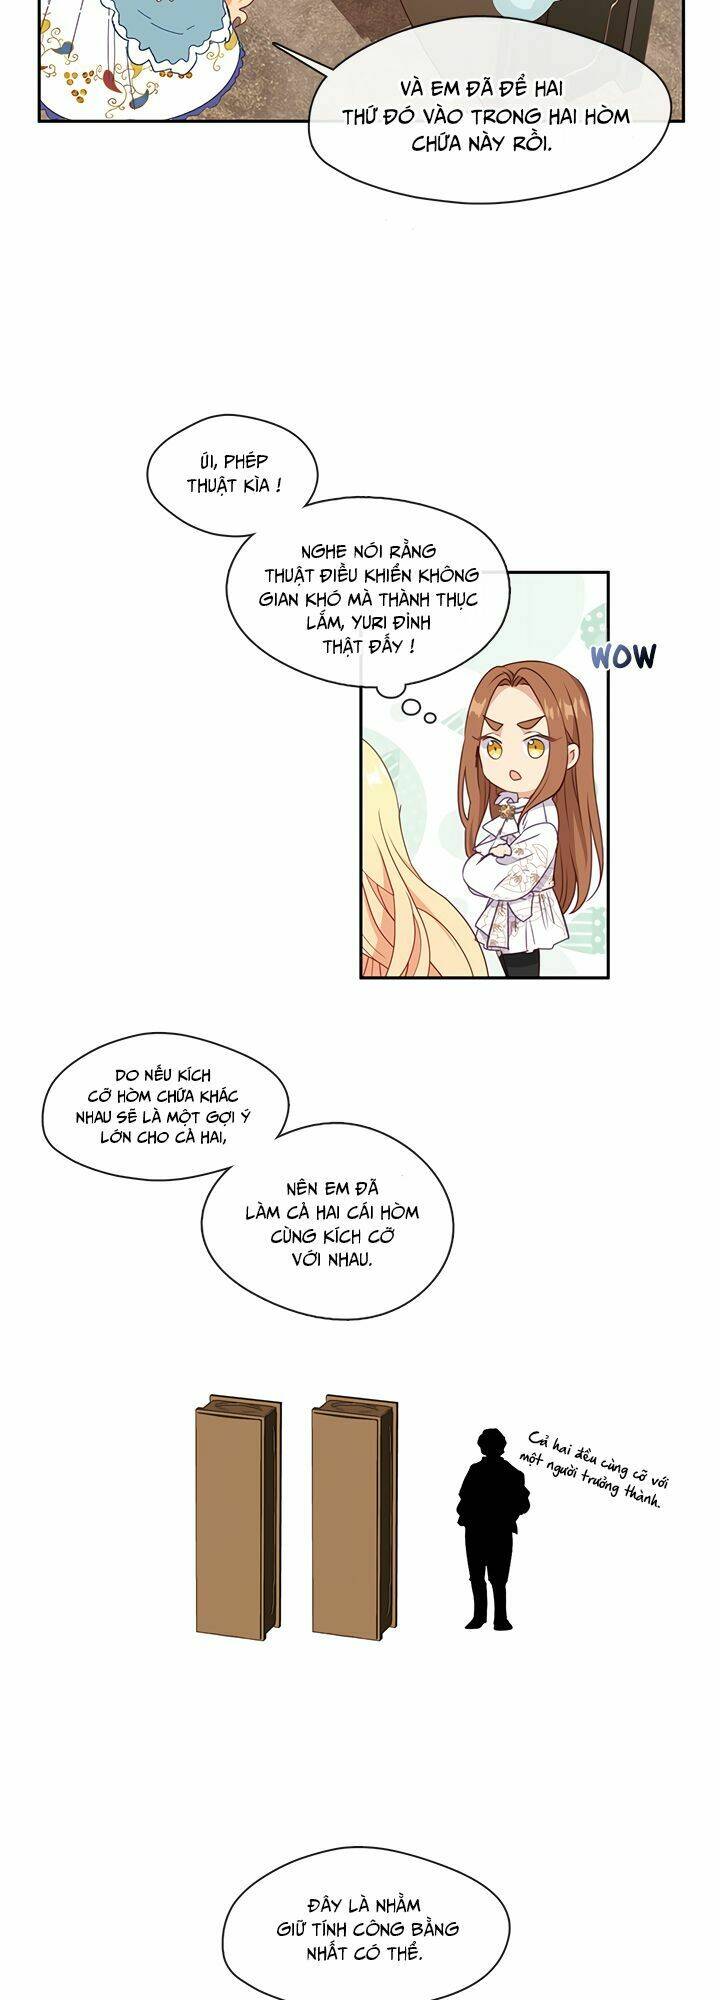 VÀ EM ĐÃ ĐỂ HAI
THỨ ĐÓ VÀO TRONG HAI HÒM
CHỨA NÀY RỒI.
ÚI, PHÉP
THUẬT KÌA !
NGHE NÓI RẰNG
THUẬT ĐIỀU KHIỂN KHÔNG
GIAN KHÓ MÀ THÀNH THỤC
LẮM, YURI ĐỈNH
THẬT ĐẤY !
WOW
DO NẾU KÍCH
CỠ HÒM CHỨA KHÁC
NHAU SẼ LÀ MỘT GỢI Ý
LỚN CHO CẢ HAI,
NÊN EM ĐÃ
LÀM CẢ HAI CÁI HÒM
CÙNG KÍCH CỠ
VỚI NHAU.
Cả hai đều cùng cỡ với
một người trưởng thành.
ĐÂY LÀ NHẰM
GIỮ TÍNH CÔNG BẰNG
NHẤT CÓ THỂ.